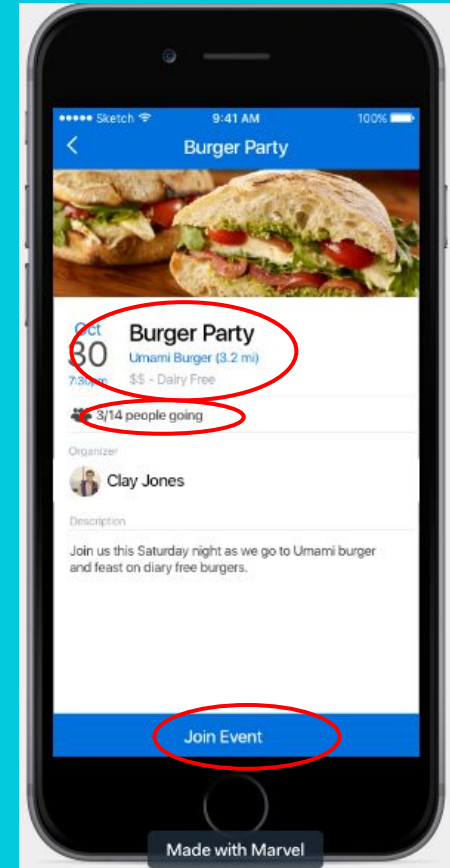 Sketch 9:41 AM 100%
Burger Party
Oct
30
7:30pm
Burger Party
Umami Burger (3.2 mi)
$$ - Dairy Free
3/14 people going
Organizer
Clay Jones
Description
Join us this Saturday night as we go to Umami burger
and feast on diary free burgers.
Join Event
Made with Marvel